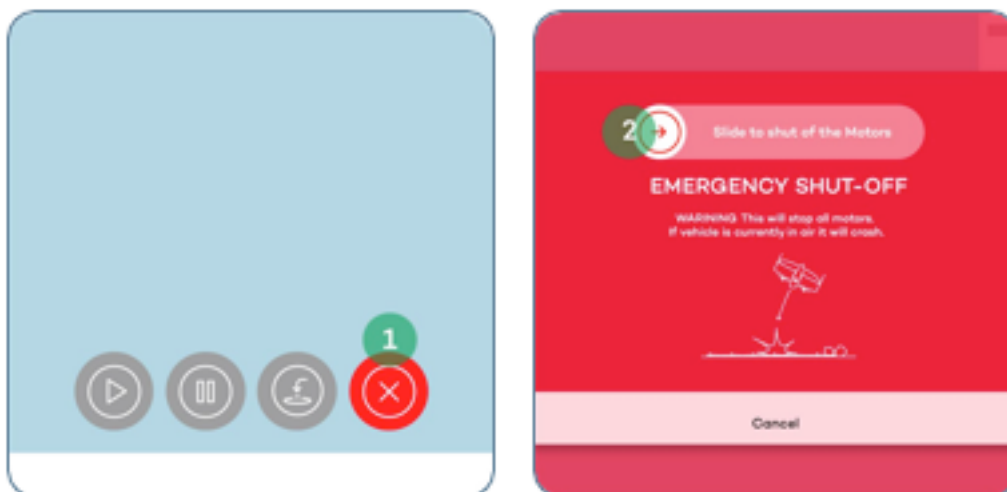 1
2
Slide to shut of the Motors
EMERGENCY SHUT-OFF
WARNING This will stop all motors.
If vehicle is currently in air it will crash.
Cancel